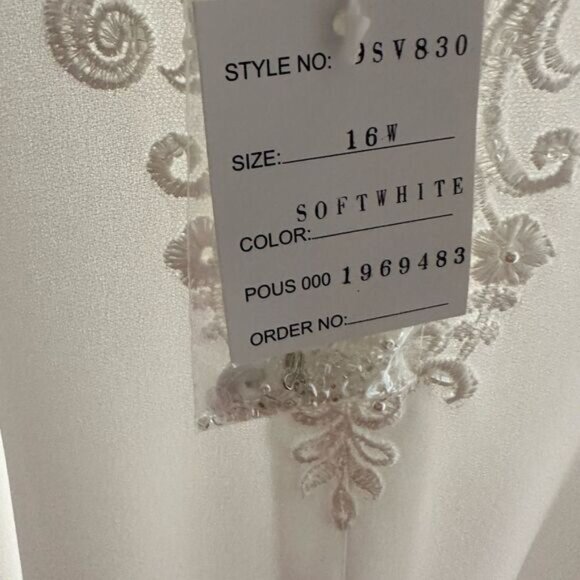 STYLE NO: 9SV830
SIZE: 16W
SOFTWHITE
COLOR:
POUS 000 1969483
ORDER NO: